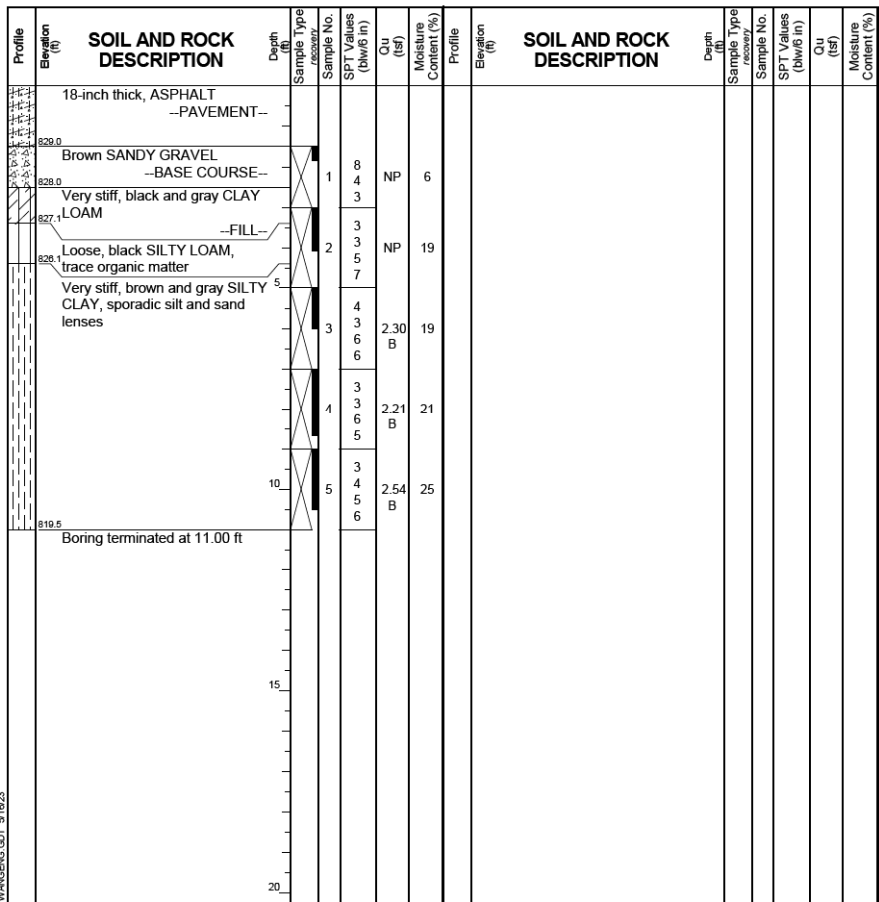 Profile
Elevation
(ft)
SOIL AND ROCK
DESCRIPTION
Depth
(ft)
Sample Type
recovery
Sample No.
SPT Values
(blw/6 in)
Qu
(tsf)
Moisture
Content (%)
Profile
Elevation
(ft)
SOIL AND ROCK
DESCRIPTION
Depth
(ft)
Sample Type
recovery
Sample No.
SPT Values
(blw/6 in)
Qu
(tsf)
Moisture
Content (%)
18-inch thick, ASPHALT
--PAVEMENT--
829.0
Brown SANDY GRAVEL
--BASE COURSE--
828.0
1
8
4
3
NP
6
Very stiff, black and gray CLAY
LOAM
827.1
--FILL--
Loose, black SILTY LOAM,
826.1
trace organic matter
2
3
3
5
7
NP
19
5
Very stiff, brown and gray SILTY
CLAY, sporadic silt and sand
lenses
3
4
3
6
6
2.30
B
19
4
3
3
6
5
2.21
B
21
10
5
3
4
5
6
2.54
B
25
819.5
Boring terminated at 11.00 ft
15
20